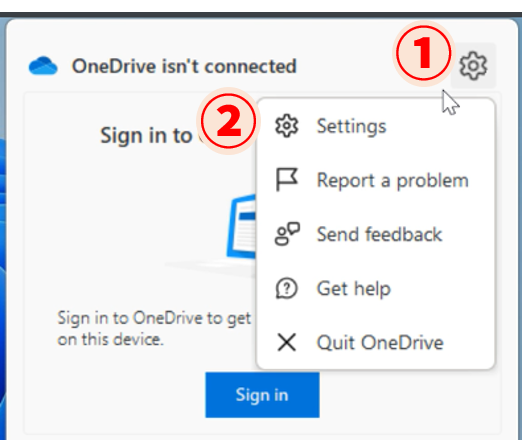 OneDrive isn't connected
1
Sign in to
2
Settings
Report a problem
Send feedback
Get help
Quit OneDrive
Sign in to OneDrive to get
on this device.
Sign in